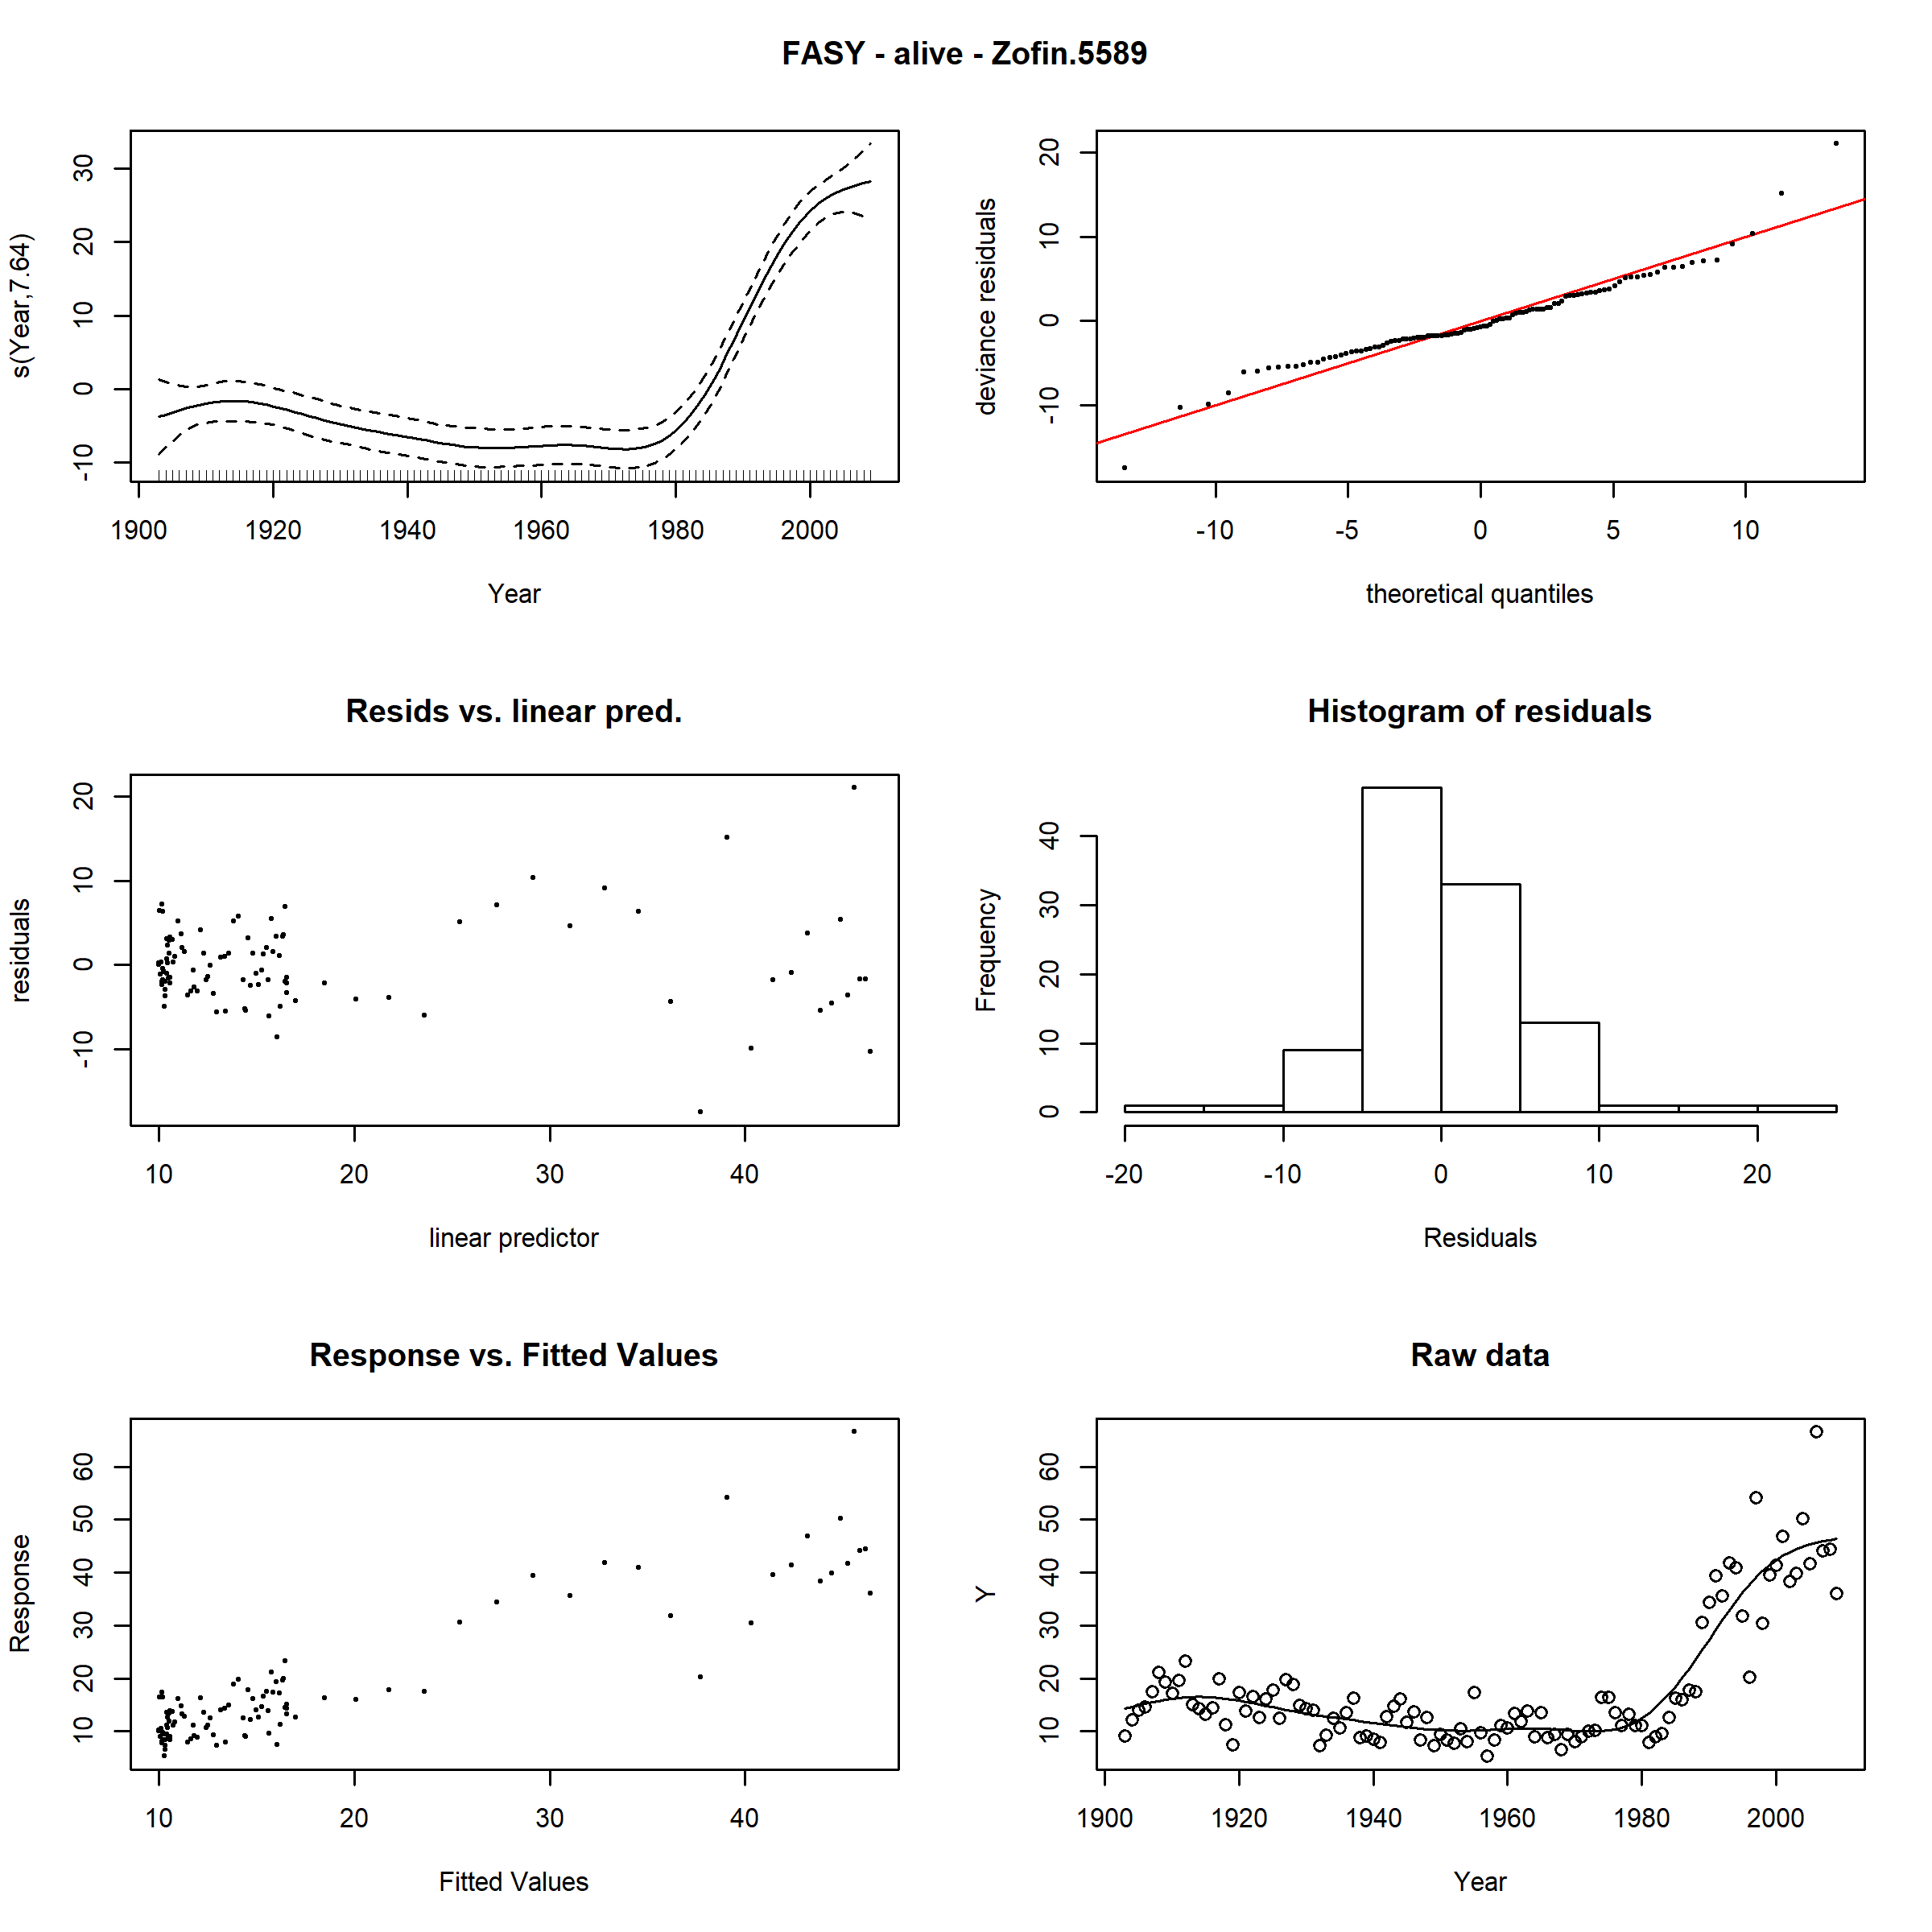 FASY - alive - Zofin.5589
s(Year,7.64)
-10 0 10 20 30
1900 1920 1940 1960 1980 2000
Year
deviance residuals
-10 0 10 20
-10 -5 0 5 10
theoretical quantiles
Resids vs. linear pred.
residuals
-10 0 10 20
10 20 30 40
linear predictor
Histogram of residuals
Frequency
0 10 20 30 40
-20 -10 0 10 20
Residuals
Response vs. Fitted Values
Response
10 20 30 40 50 60
10 20 30 40
Fitted Values
Raw data
Y
10 20 30 40 50 60
1900 1920 1940 1960 1980 2000
Year